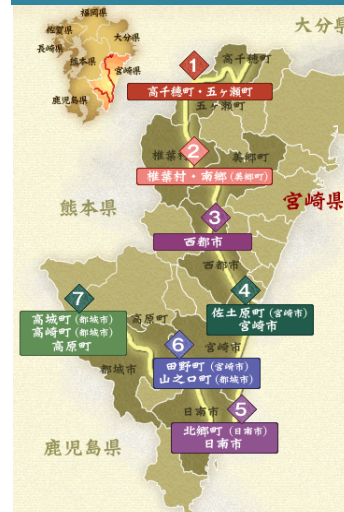 福岡県
佐賀県
大分県
長崎県
熊本県
宮崎県
鹿児島県
大分県
高千穂町
1
高千穂町・五ヶ瀬町
五ヶ瀬町
2
椎葉村
美郷町
椎葉村・南郷(美郷町)
宮崎県
熊本県
3
西都市
西都市
4
佐土原町(宮崎市)
宮崎市
7
高城町(都城市)
高崎町(都城市)
高原町
高原町
6
宮崎市
田野町(宮崎市)
山之口町(都城市)
都城市
5
日南市
北郷町(日南市)
日南市
鹿児島県